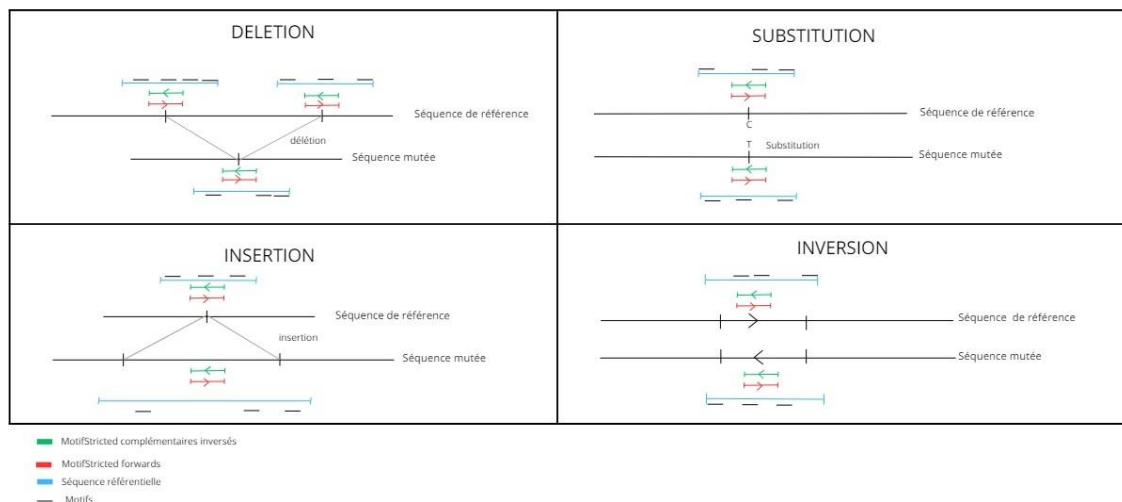 DELETION
Séquence de référence
délétion
Séquence mutée
SUBSTITUTION
Séquence de référence
C
T Substitution
Séquence mutée
INSERTION
Séquence de référence
insertion
Séquence mutée
INVERSION
Séquence de référence
Séquence mutée
MotifStricted complémentaires inversés
MotifStricted forwards
Séquence référentielle
Motifs